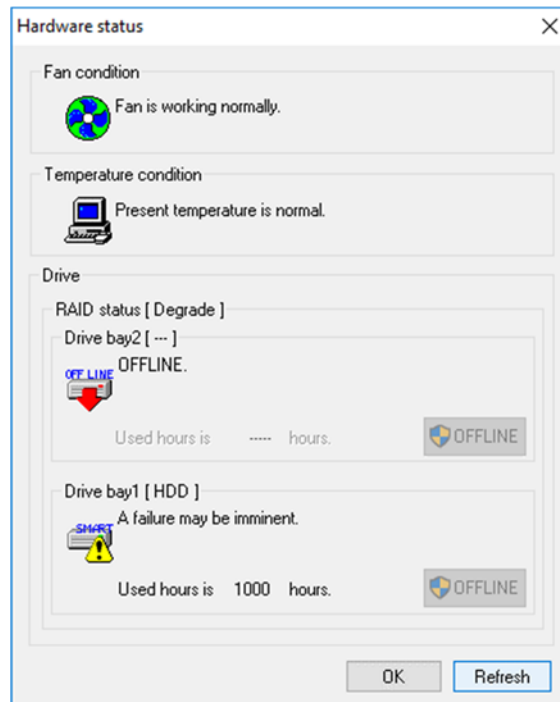 Hardware status
Fan condition
Fan is working normally.
Temperature condition
Present temperature is normal.
Drive
RAID status [ Degrade ]
Drive bay2 [ --- ]
OFF LINE
OFFLINE.
Used hours is ----- hours.
OFFLINE
Drive bay1 [ HDD ]
SMART
A failure may be imminent.
Used hours is 1000 hours.
OFFLINE
OK
Refresh